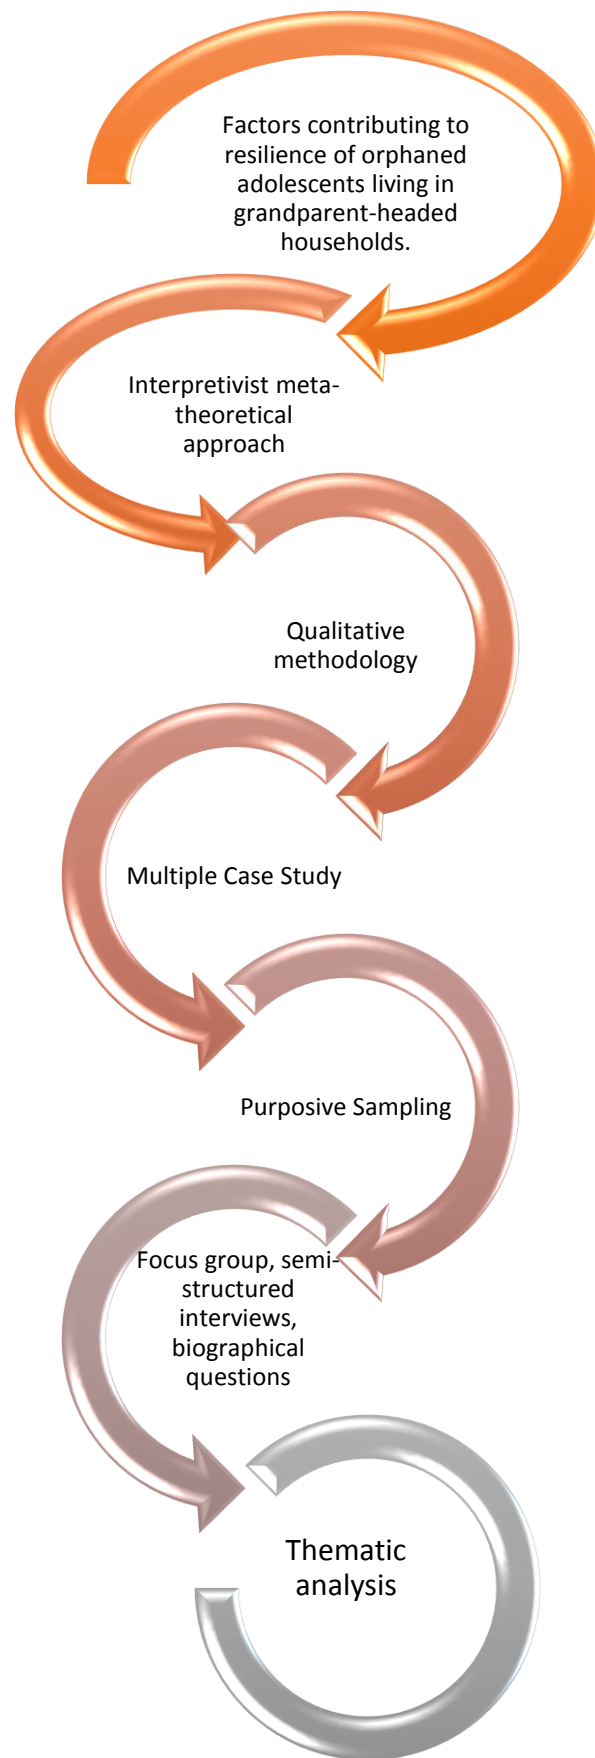 Factors contributing to
resilience of orphaned
adolescents living in
grandparent-headed
households.
Interpretivist meta-
theoretical
approach
Qualitative
methodology
Multiple Case Study
Purposive Sampling
Focus group, semi-
structured
interviews,
biographical
questions
Thematic
analysis